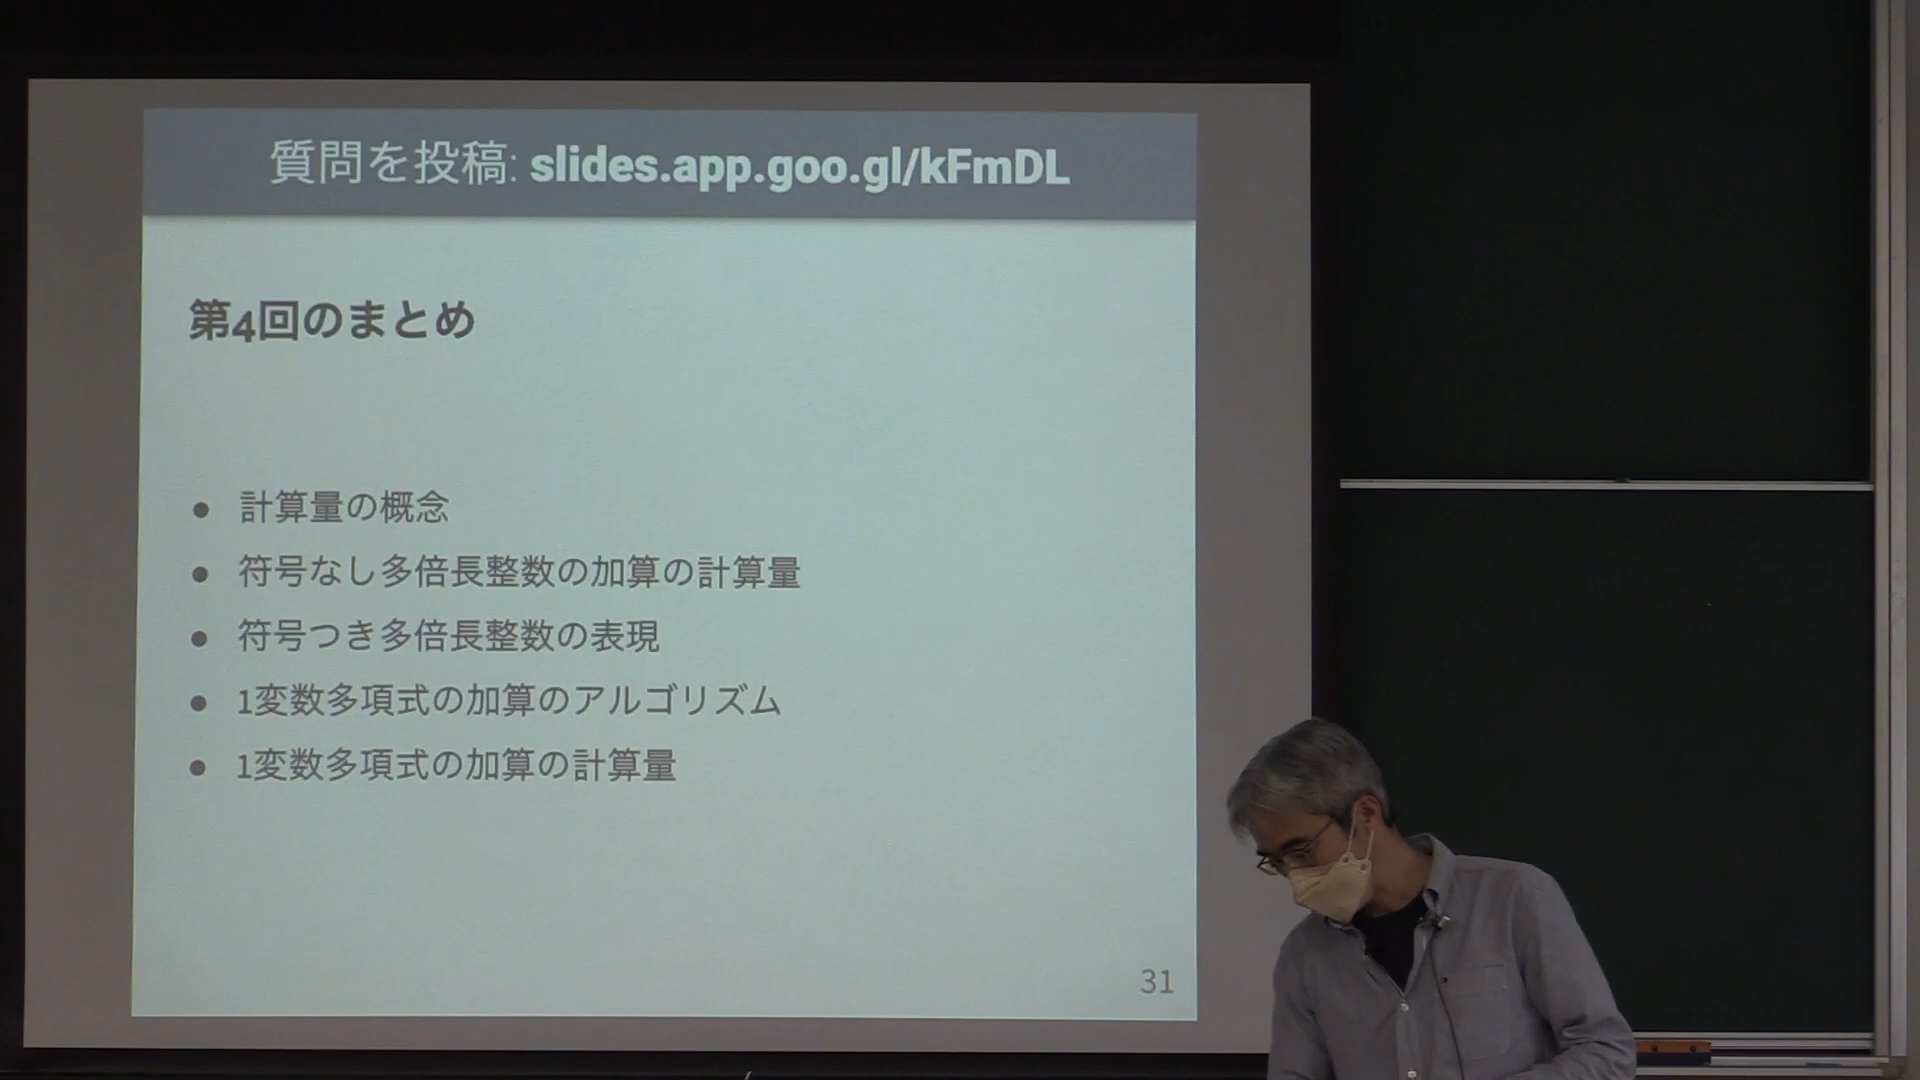 質問を投稿: slides.app.goo.gl/kFmDL
第4回のまとめ
● 計算量の概念
● 符号なし多倍長整数の加算の計算量
● 符号つき多倍長整数の表現
● 1変数多項式の加算のアルゴリズム
● 1変数多項式の加算の計算量
31